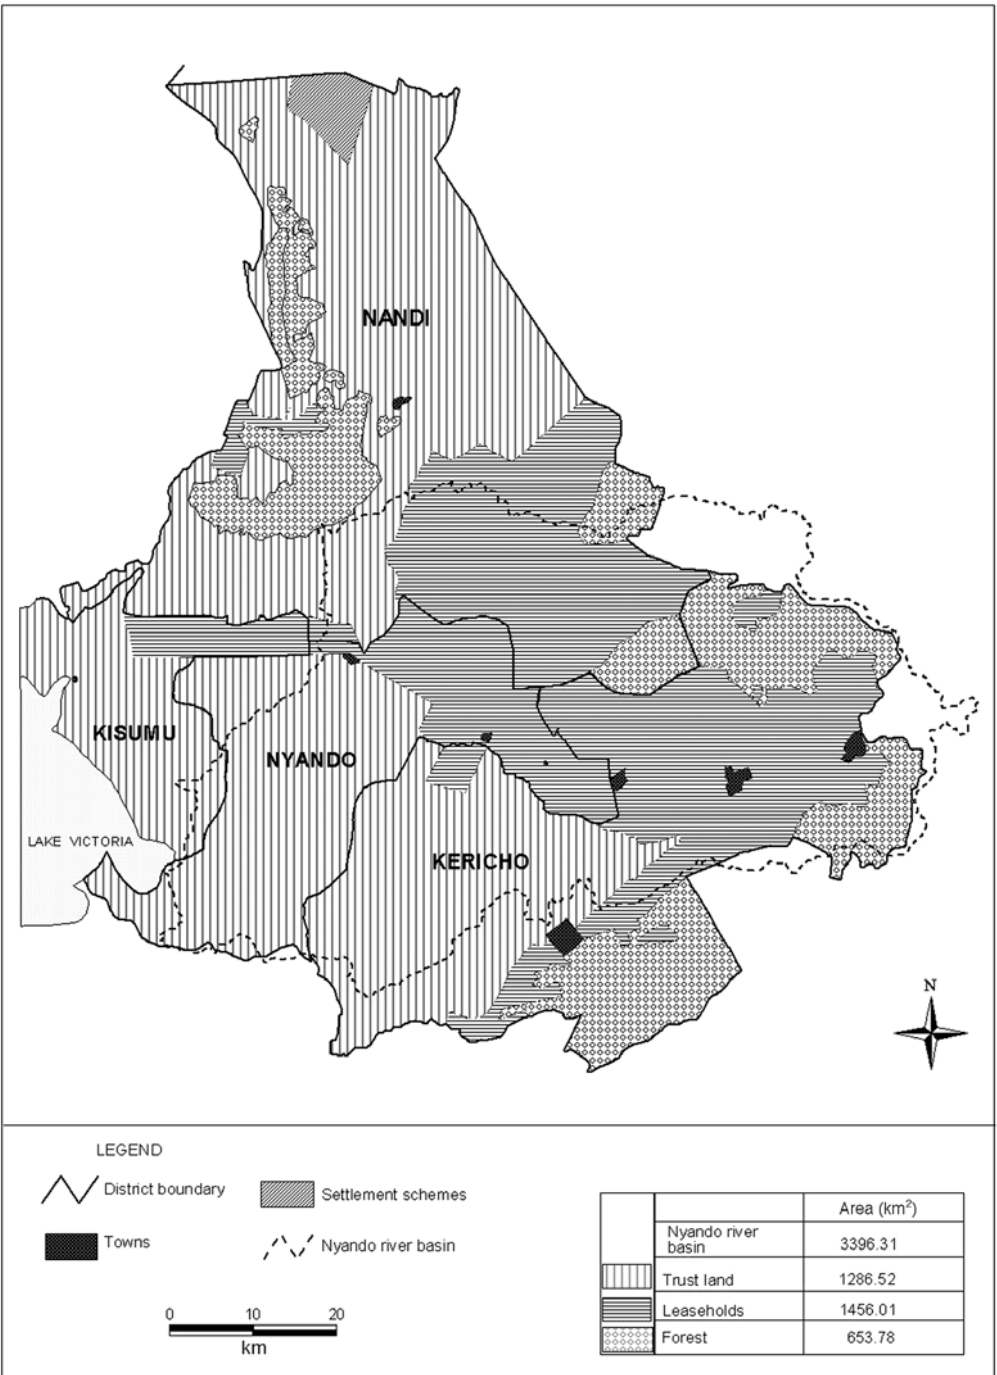 NANDI
KISUMU
NYANDO
LAKE VICTORIA
KERICHO
N
LEGEND
District boundary
Settlement schemes
Towns
Nyando river basin
0 10 20
km
Area (km²)
Nyando river
basin
3396.31
Trust land 1286.52
Leaseholds 1456.01
Forest 653.78